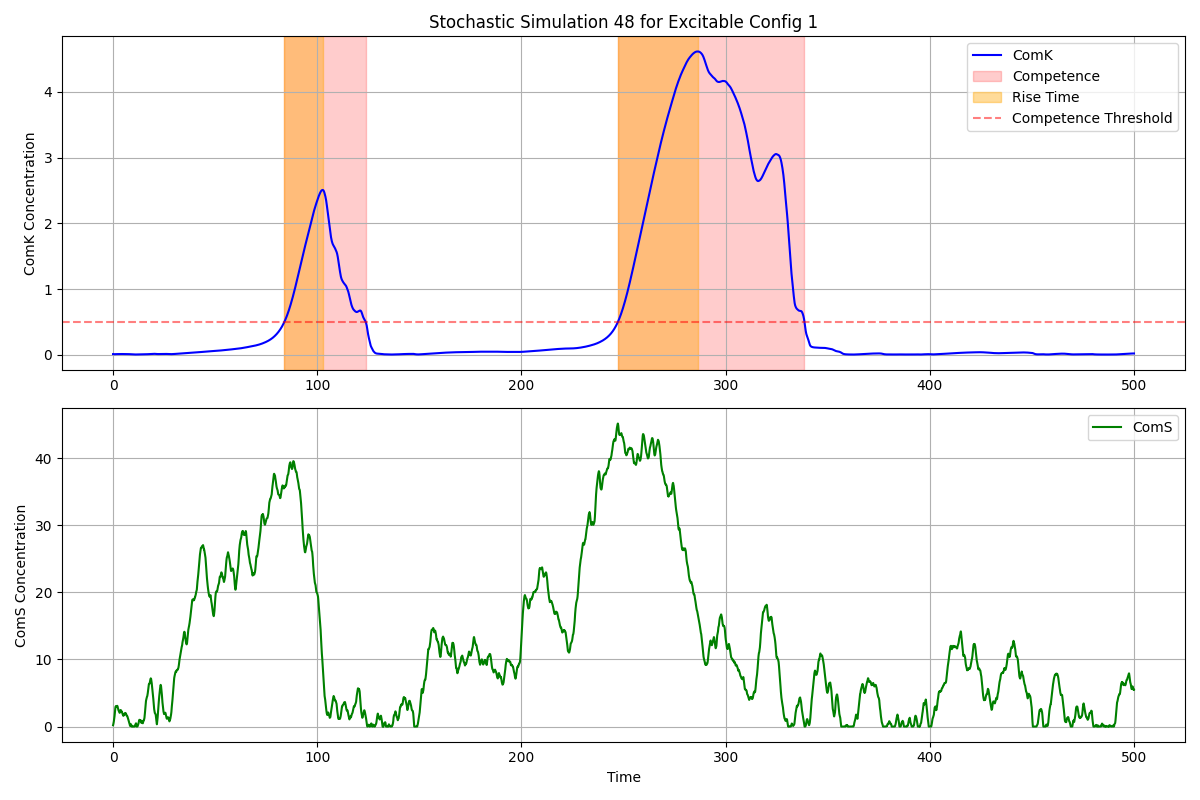 Stochastic Simulation 48 for Excitable Config 1
ComK Concentration
4
3
2
1
0
0
100
200
300
400
500
ComK
Competence
Rise Time
Competence Threshold
ComS Concentration
40
30
20
10
0
0
100
200
300
400
500
ComS
Time